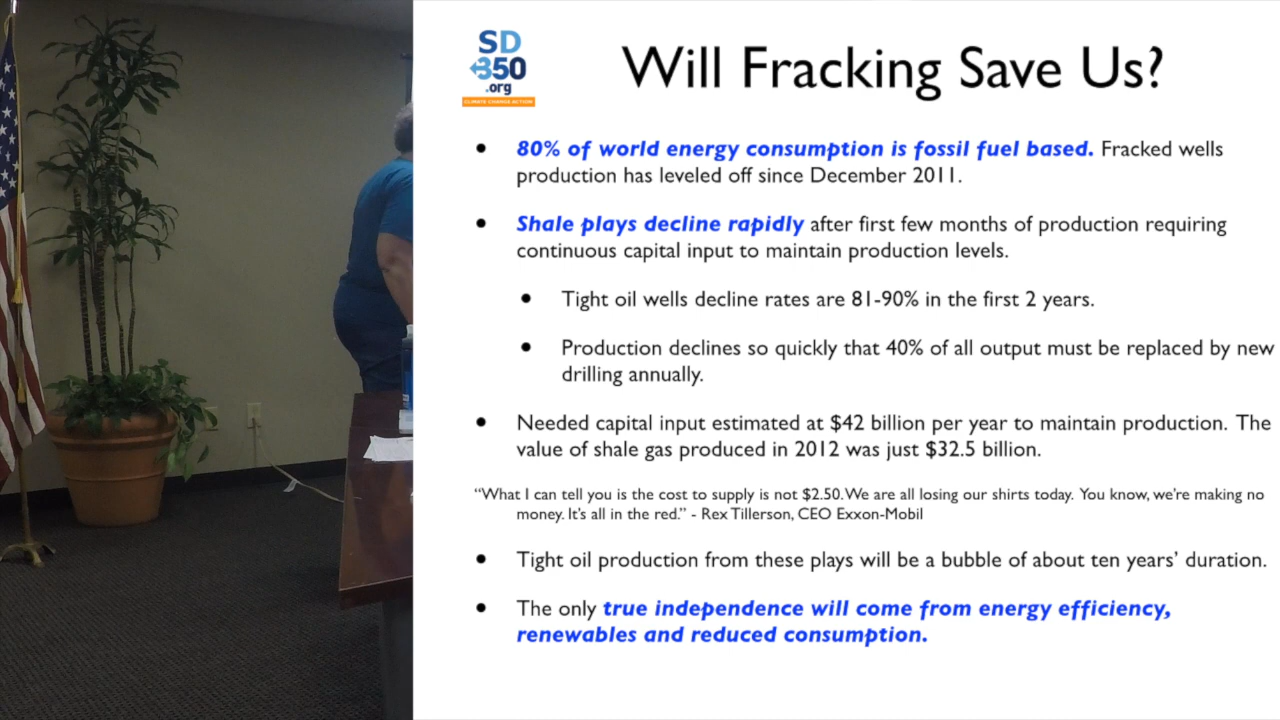 SD
350
.org
CLIMATE CHANGE ACTION
Will Fracking Save Us?
80% of world energy consumption is fossil fuel based. Fracked wells
production has leveled off since December 2011.
Shale plays decline rapidly after first few months of production requiring
continuous capital input to maintain production levels.
Tight oil wells decline rates are 81-90% in the first 2 years.
Production declines so quickly that 40% of all output must be replaced by new
drilling annually.
Needed capital input estimated at $42 billion per year to maintain production. The
value of shale gas produced in 2012 was just $32.5 billion.
“What I can tell you is the cost to supply is not $2.50. We are all losing our shirts today. You know, we’re making no
money. It’s all in the red.” - Rex Tillerson, CEO Exxon-Mobil
Tight oil production from these plays will be a bubble of about ten years’ duration.
The only true independence will come from energy efficiency,
renewables and reduced consumption.